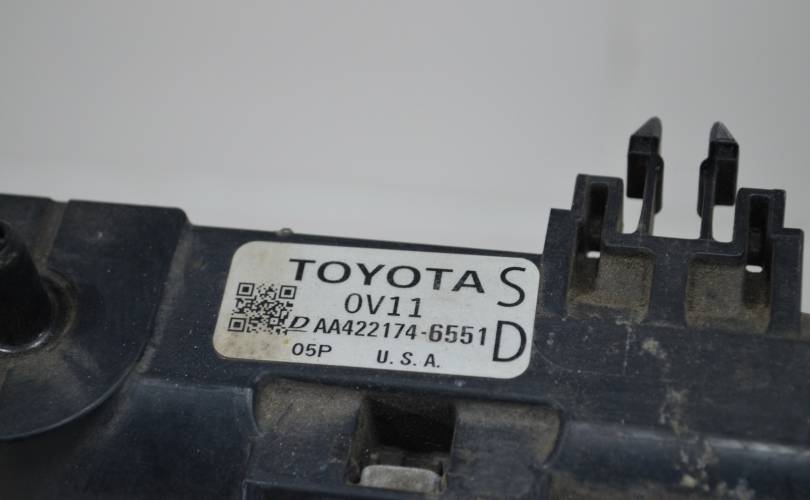 TOYOTA S
0V11
D AA422174-6551 D
05P U.S.A.